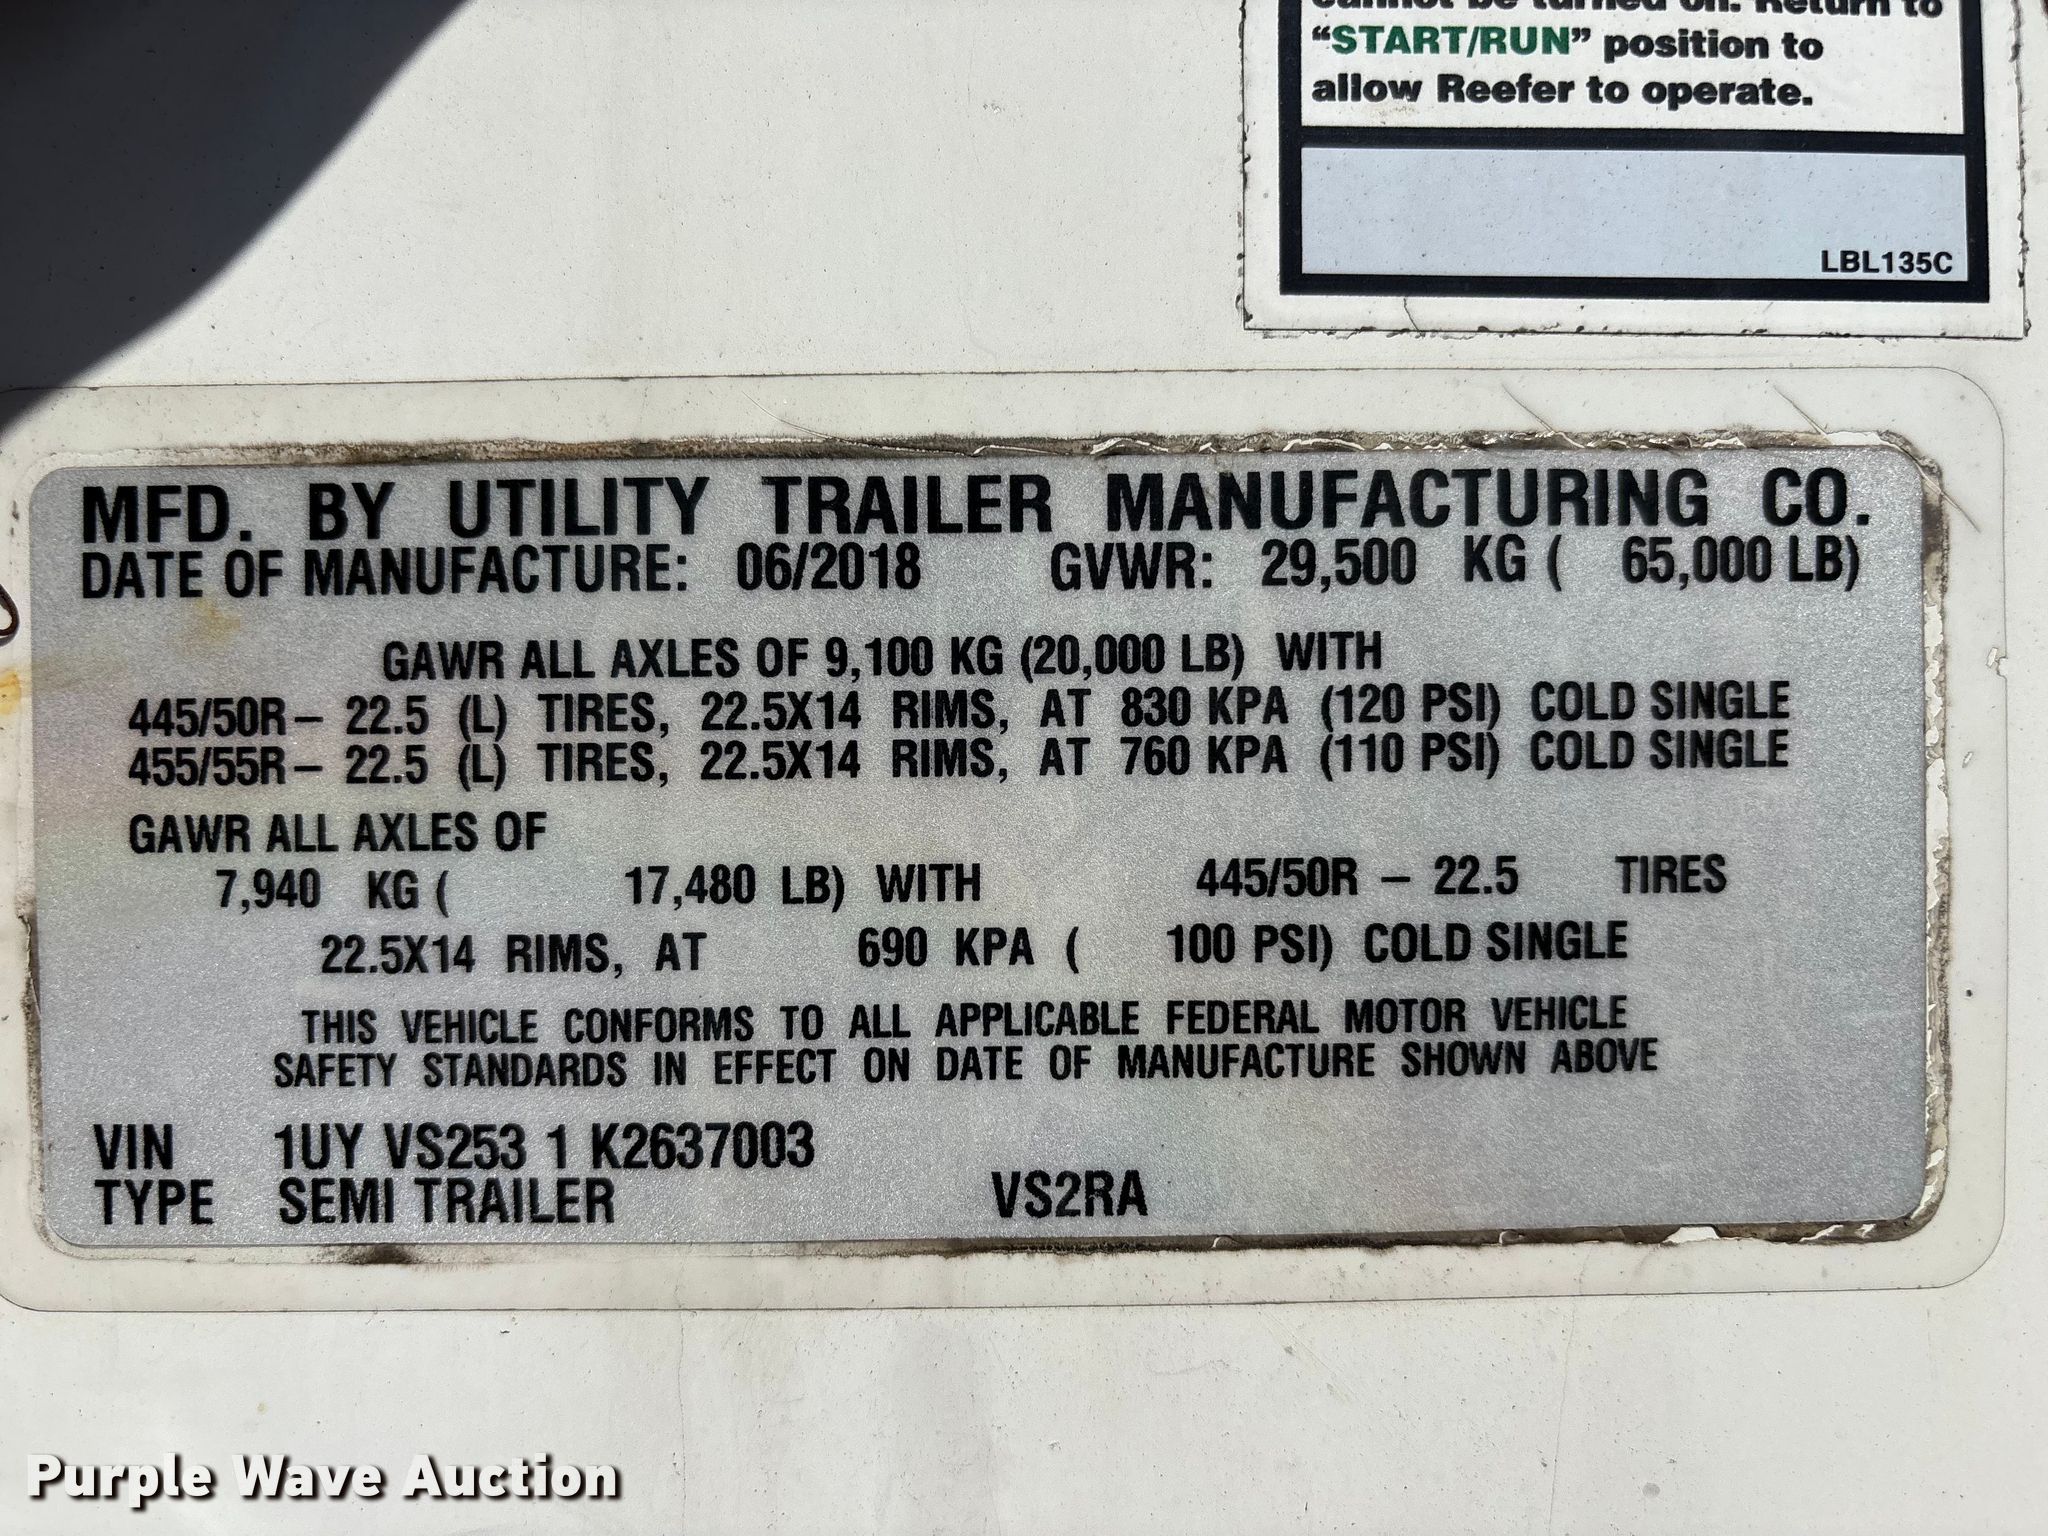 cannot be turned on. Return to
“START/RUN” position to
allow Reefer to operate.
LBL135C
MFD. BY UTILITY TRAILER MANUFACTURING CO.
DATE OF MANUFACTURE: 06/2018 GVWR: 29,500 KG ( 65,000 LB)
GAWR ALL AXLES OF 9,100 KG (20,000 LB) WITH
445/50R – 22.5 (L) TIRES, 22.5X14 RIMS, AT 830 KPA (120 PSI) COLD SINGLE
455/55R – 22.5 (L) TIRES, 22.5X14 RIMS, AT 760 KPA (110 PSI) COLD SINGLE
GAWR ALL AXLES OF
7,940 KG ( 17,480 LB) WITH 445/50R – 22.5 TIRES
22.5X14 RIMS, AT 690 KPA ( 100 PSI) COLD SINGLE
THIS VEHICLE CONFORMS TO ALL APPLICABLE FEDERAL MOTOR VEHICLE
SAFETY STANDARDS IN EFFECT ON DATE OF MANUFACTURE SHOWN ABOVE
VIN 1UY VS253 1 K2637003
TYPE SEMI TRAILER VS2RA
Purple Wave Auction